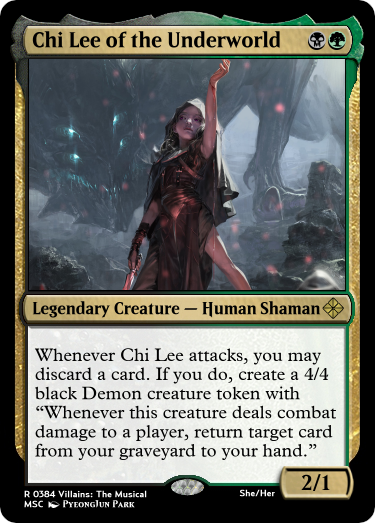 Chi Lee of the Underworld
Legendary Creature — Human Shaman
Whenever Chi Lee attacks, you may
discard a card. If you do, create a 4/4
black Demon creature token with
“Whenever this creature deals combat
damage to a player, return target card
from your graveyard to your hand.”
2/1
R 0384 Villains: The Musical
She/Her
MSC PyeongJun Park